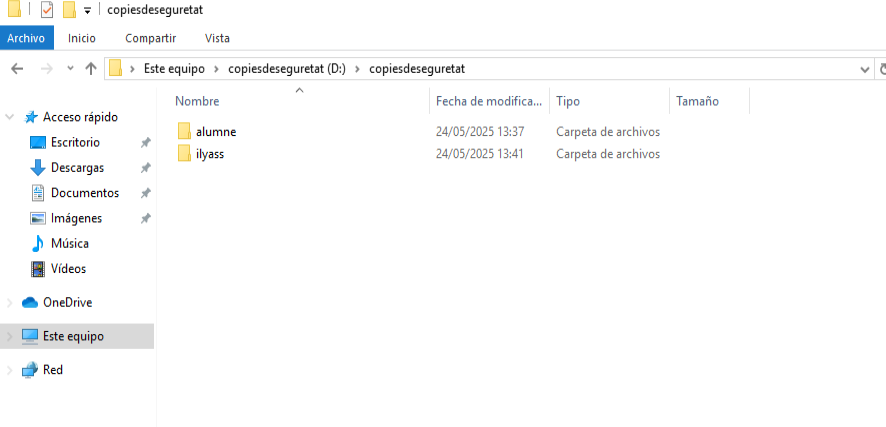 copiesdeseguretat
Archivo Inicio Compartir Vista
Este equipo > copiesdeseguretat (D:) > copiesdeseguretat
Nombre Fecha de modifica... Tipo Tamaño
Acceso rápido
Escritorio
Descargas
Documentos
Imágenes
Música
Vídeos
OneDrive
Este equipo
Red
alumne 24/05/2025 13:37 Carpeta de archivos
ilyass 24/05/2025 13:41 Carpeta de archivos